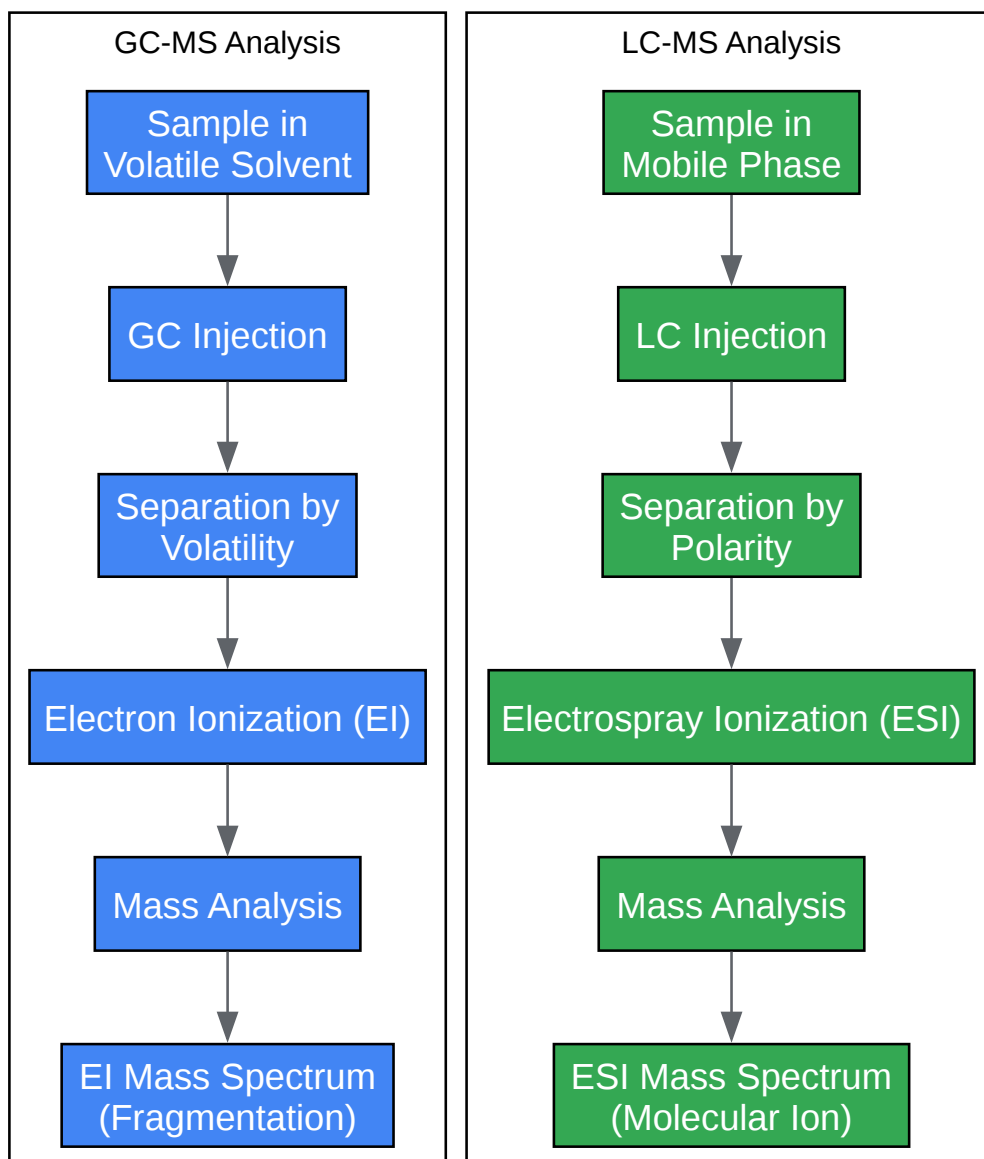 GC-MS Analysis
Sample in
Volatile Solvent
GC Injection
Separation by
Volatility
Electron Ionization (EI)
Mass Analysis
EI Mass Spectrum
(Fragmentation)
LC-MS Analysis
Sample in
Mobile Phase
LC Injection
Separation by
Polarity
Electrospray Ionization (ESI)
Mass Analysis
ESI Mass Spectrum
(Molecular Ion)